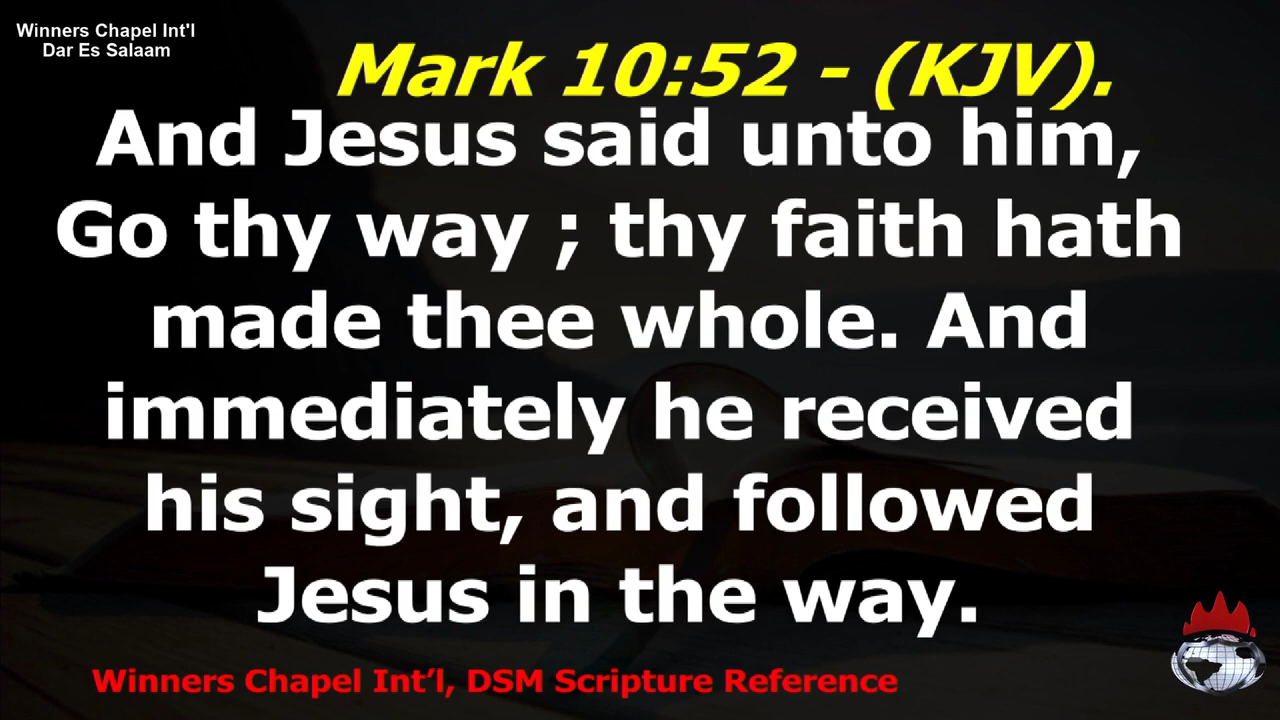 Winners Chapel Int'l
Dar Es Salaam
Mark 10:52 - (KJV).
And Jesus said unto him,
Go thy way ; thy faith hath
made thee whole. And
immediately he received
his sight, and followed
Jesus in the way.
Winners Chapel Int’l, DSM Scripture Reference